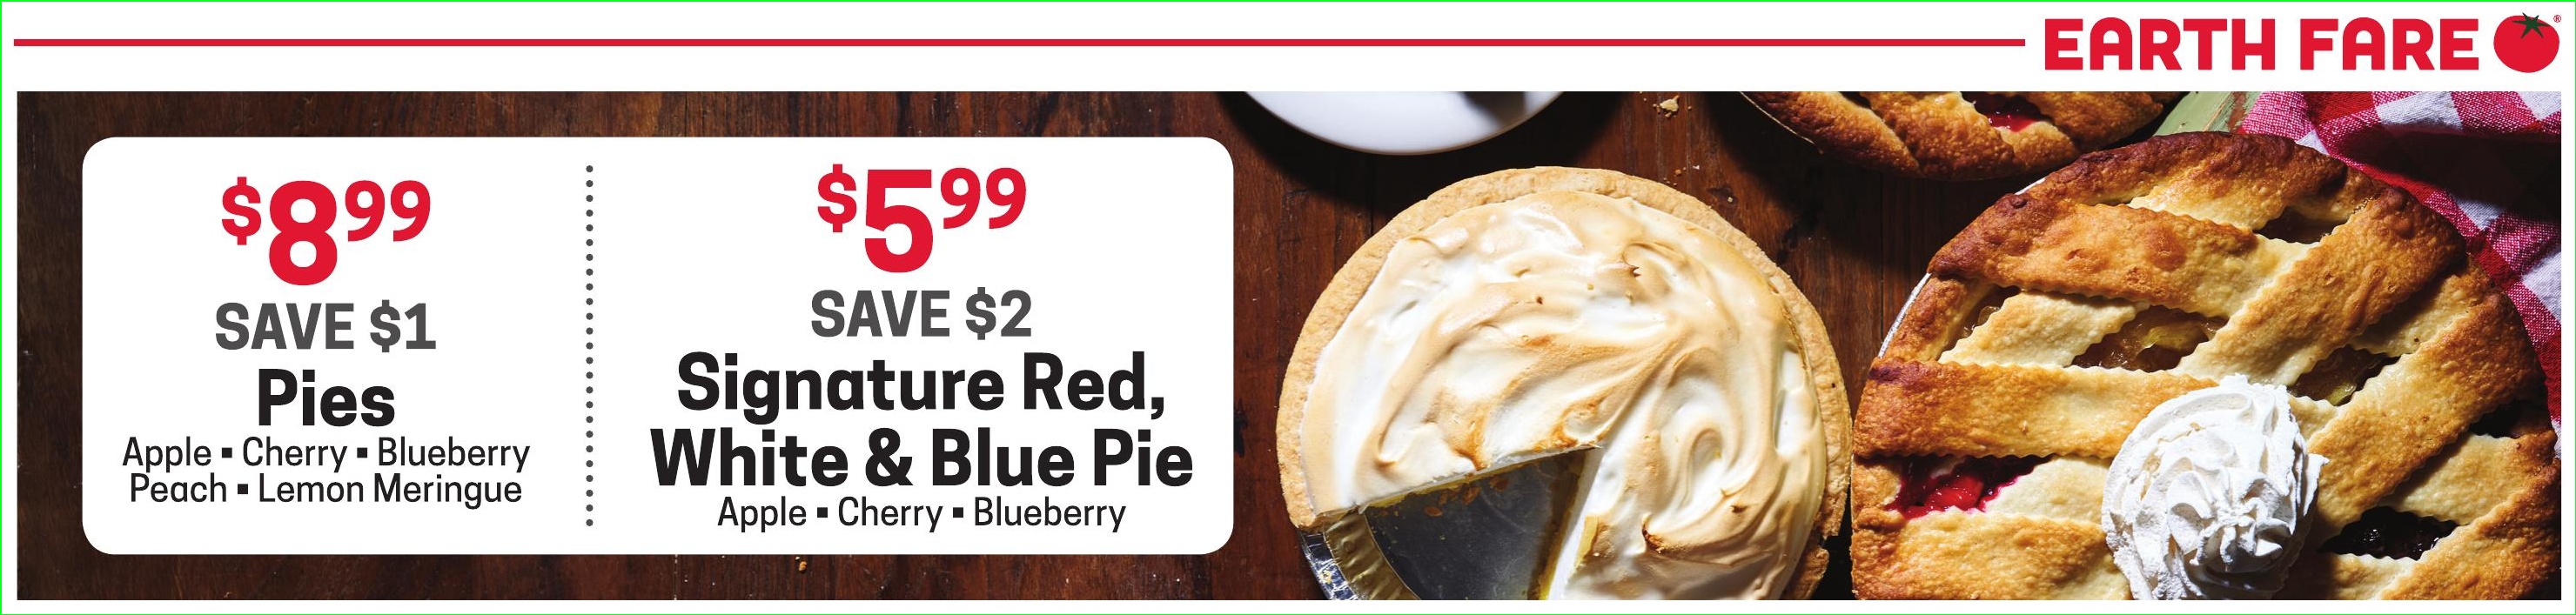 EARTH FARE®
$8.99
SAVE $1
Pies
Apple ▪ Cherry ▪ Blueberry
Peach ▪ Lemon Meringue
$5.99
SAVE $2
Signature Red,
White & Blue Pie
Apple ▪ Cherry ▪ Blueberry